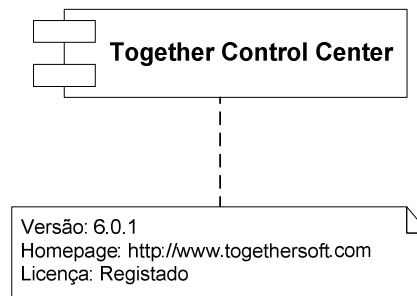 Together Control Center
Versão: 6.0.1
Homepage: http://www.togethersoft.com
Licença: Registado